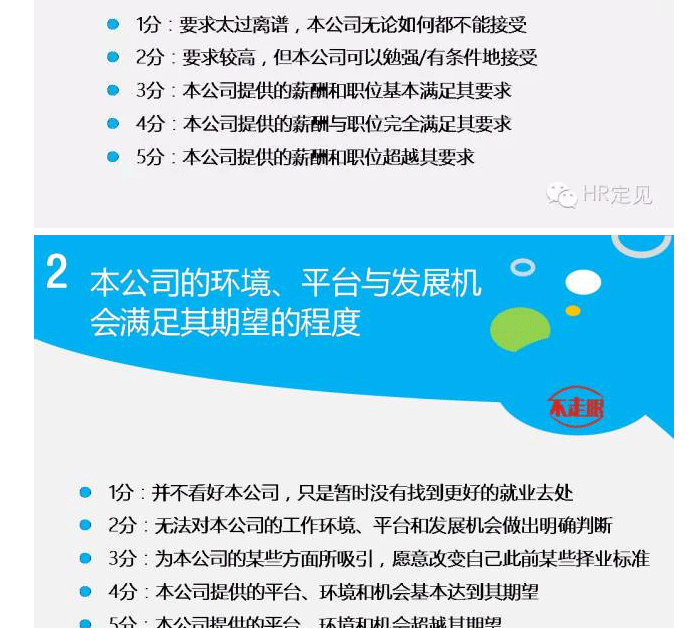 1分：要求太过离谱，本公司无论如何都不能接受
2分：要求较高，但本公司可以勉强/有条件地接受
3分：本公司提供的薪酬和职位基本满足其要求
4分：本公司提供的薪酬与职位完全满足其要求
5分：本公司提供的薪酬和职位超越其要求
HR定见
2
本公司的环境、平台与发展机
会满足其期望的程度
不走眼
1分：并不看好本公司，只是暂时没有找到更好的就业去处
2分：无法对本公司的工作环境、平台和发展机会做出明确判断
3分：为本公司的某些方面所吸引，愿意改变自己此前某些择业标准
4分：本公司提供的平台、环境和机会基本达到其期望
5分：本公司提供的平台、环境和机会超越其期望